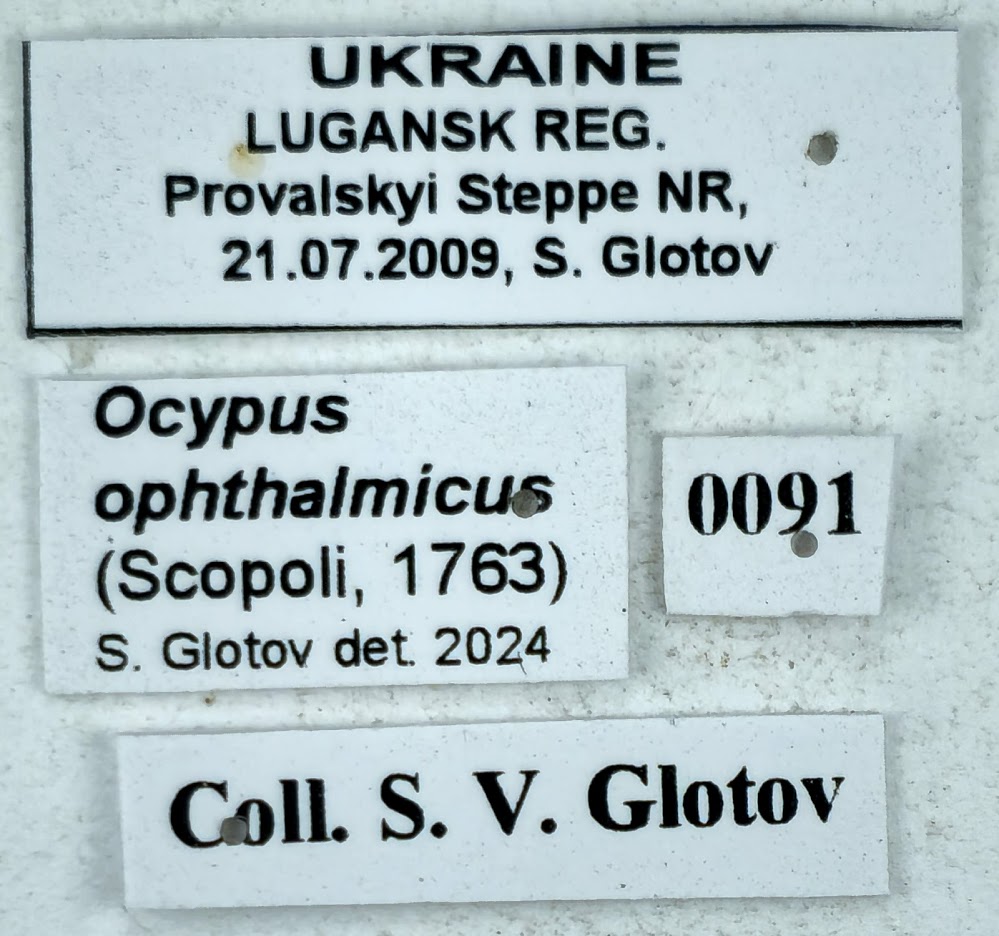 UKRAINE
LUGANSK REG.
Provalskyi Steppe NR,
21.07.2009, S. Glotov
Ocypus
ophthalmicus
(Scopoli, 1763)
S. Glotov det. 2024
0091
Coll. S. V. Glotov